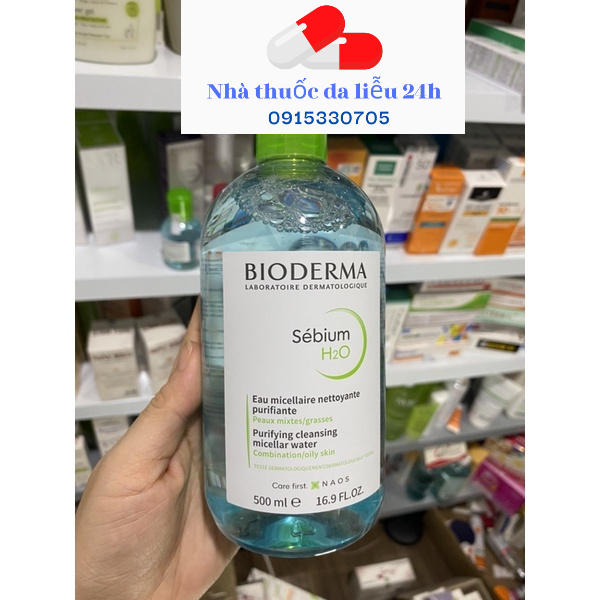 Nhà thuốc da liễu 24h
0915330705
BIODERMA
LABORATOIRE DERMATOLOGIQUE
Sébium
H2O
Eau micellaire nettoyante
purifiante
Peaux mixtes/grasses
Purifying cleansing
micellar water
Combination/oily skin
Care first. NAOS
500 ml e 16.9 FL.OZ.